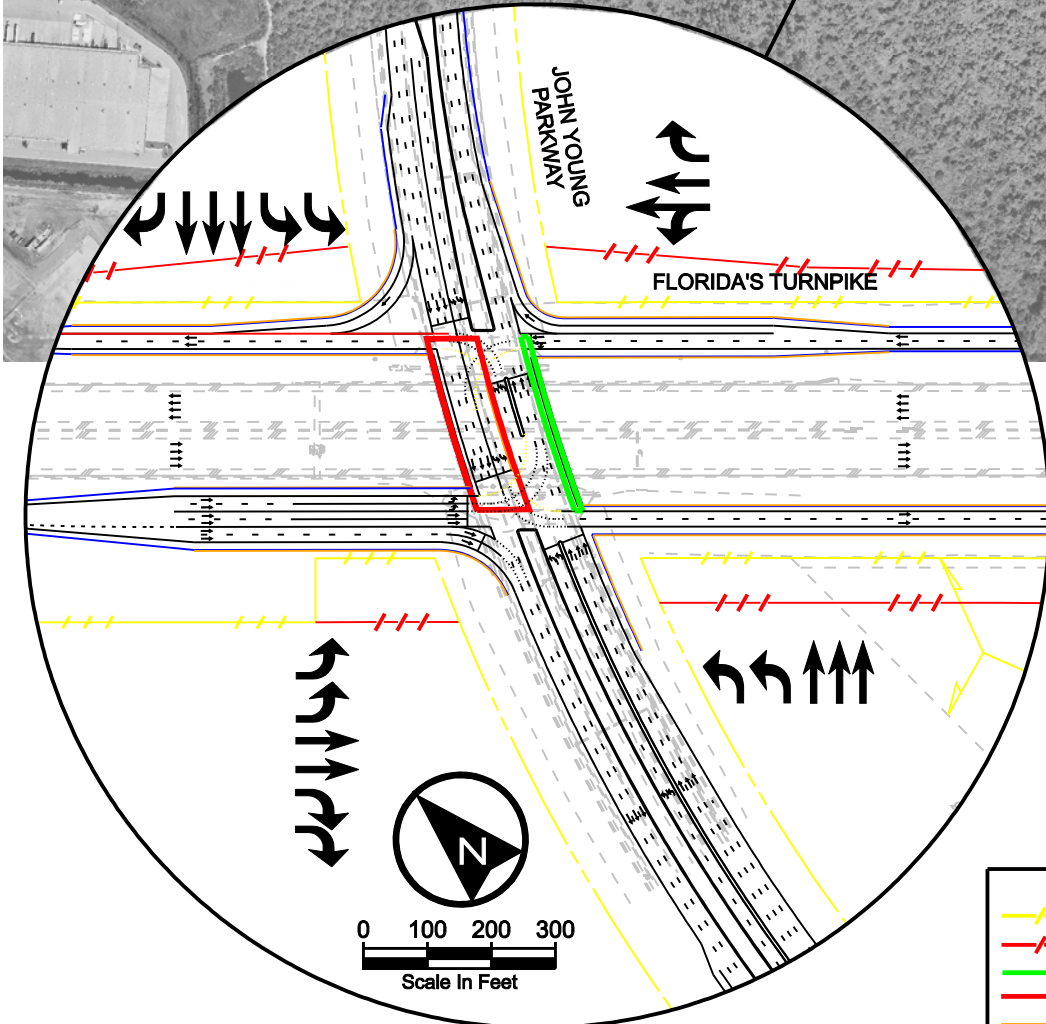 JOHN YOUNG
PARKWAY
FLORIDA'S TURNPIKE
N
0 100 200 300
Scale In Feet